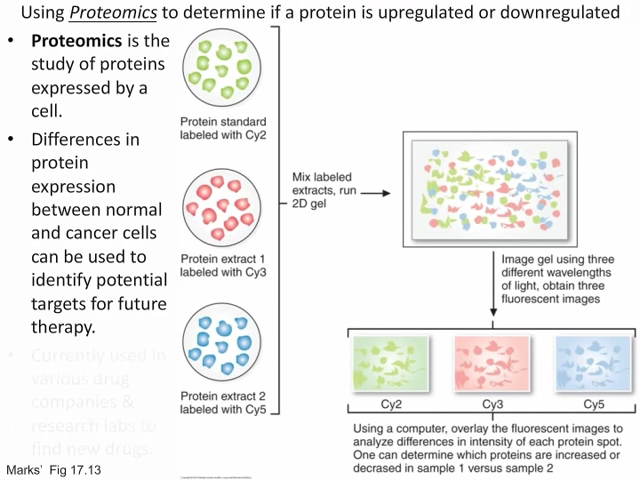 Using Proteomics to determine if a protein is upregulated or downregulated
• Proteomics is the
study of proteins
expressed by a
cell.
• Differences in
protein
expression
between normal
and cancer cells
can be used to
identify potential
targets for future
therapy.
• Currently used in
various drug
companies &
research labs to
find new drugs.
Marks' Fig 17.13
Protein standard
labeled with Cy2
Protein extract 1
labeled with Cy3
Protein extract 2
labeled with Cy5
Mix labeled
extracts, run
2D gel
Image gel using three
different wavelengths
of light, obtain three
fluorescent images
Cy2
Cy3
Cy5
Using a computer, overlay the fluorescent images to
analyze differences in intensity of each protein spot.
One can determine which proteins are increased or
decrased in sample 1 versus sample 2